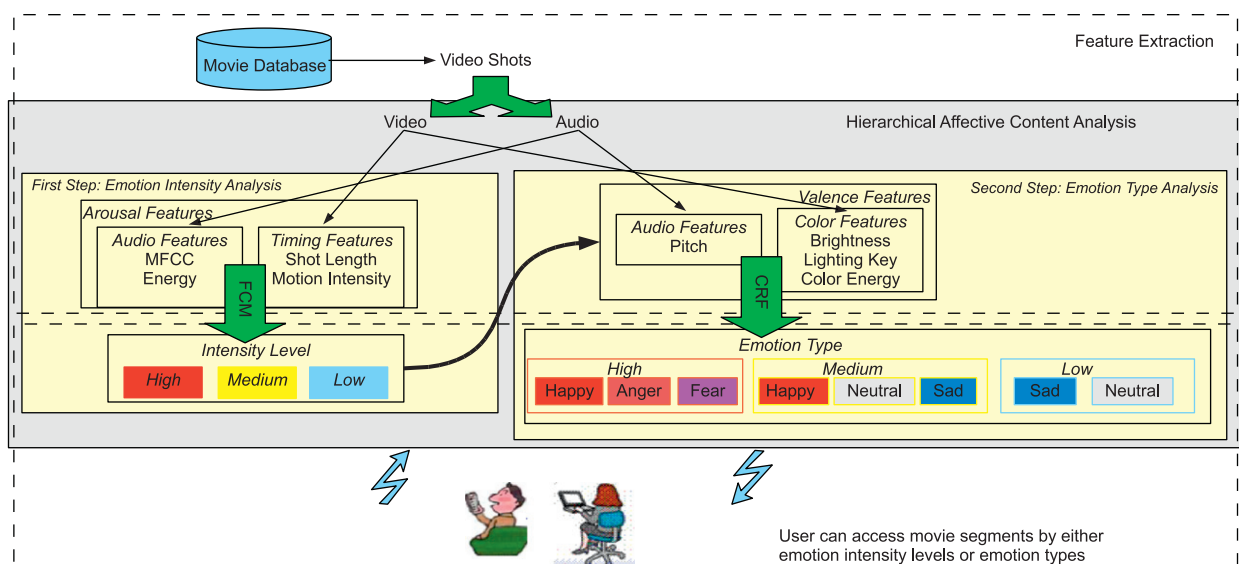 Feature Extraction
Movie Database
Video Shots
Hierarchical Affective Content Analysis
Video
Audio
First Step: Emotion Intensity Analysis
Arousal Features
Audio Features
MFCC
Energy
Timing Features
Shot Length
Motion Intensity
FCM
Intensity Level
High
Medium
Low
Second Step: Emotion Type Analysis
Valence Features
Audio Features
Pitch
Color Features
Brightness
Lighting Key
Color Energy
CRF
Emotion Type
High
Happy
Anger
Fear
Medium
Happy
Neutral
Sad
Low
Sad
Neutral
User can access movie segments by either
emotion intensity levels or emotion types